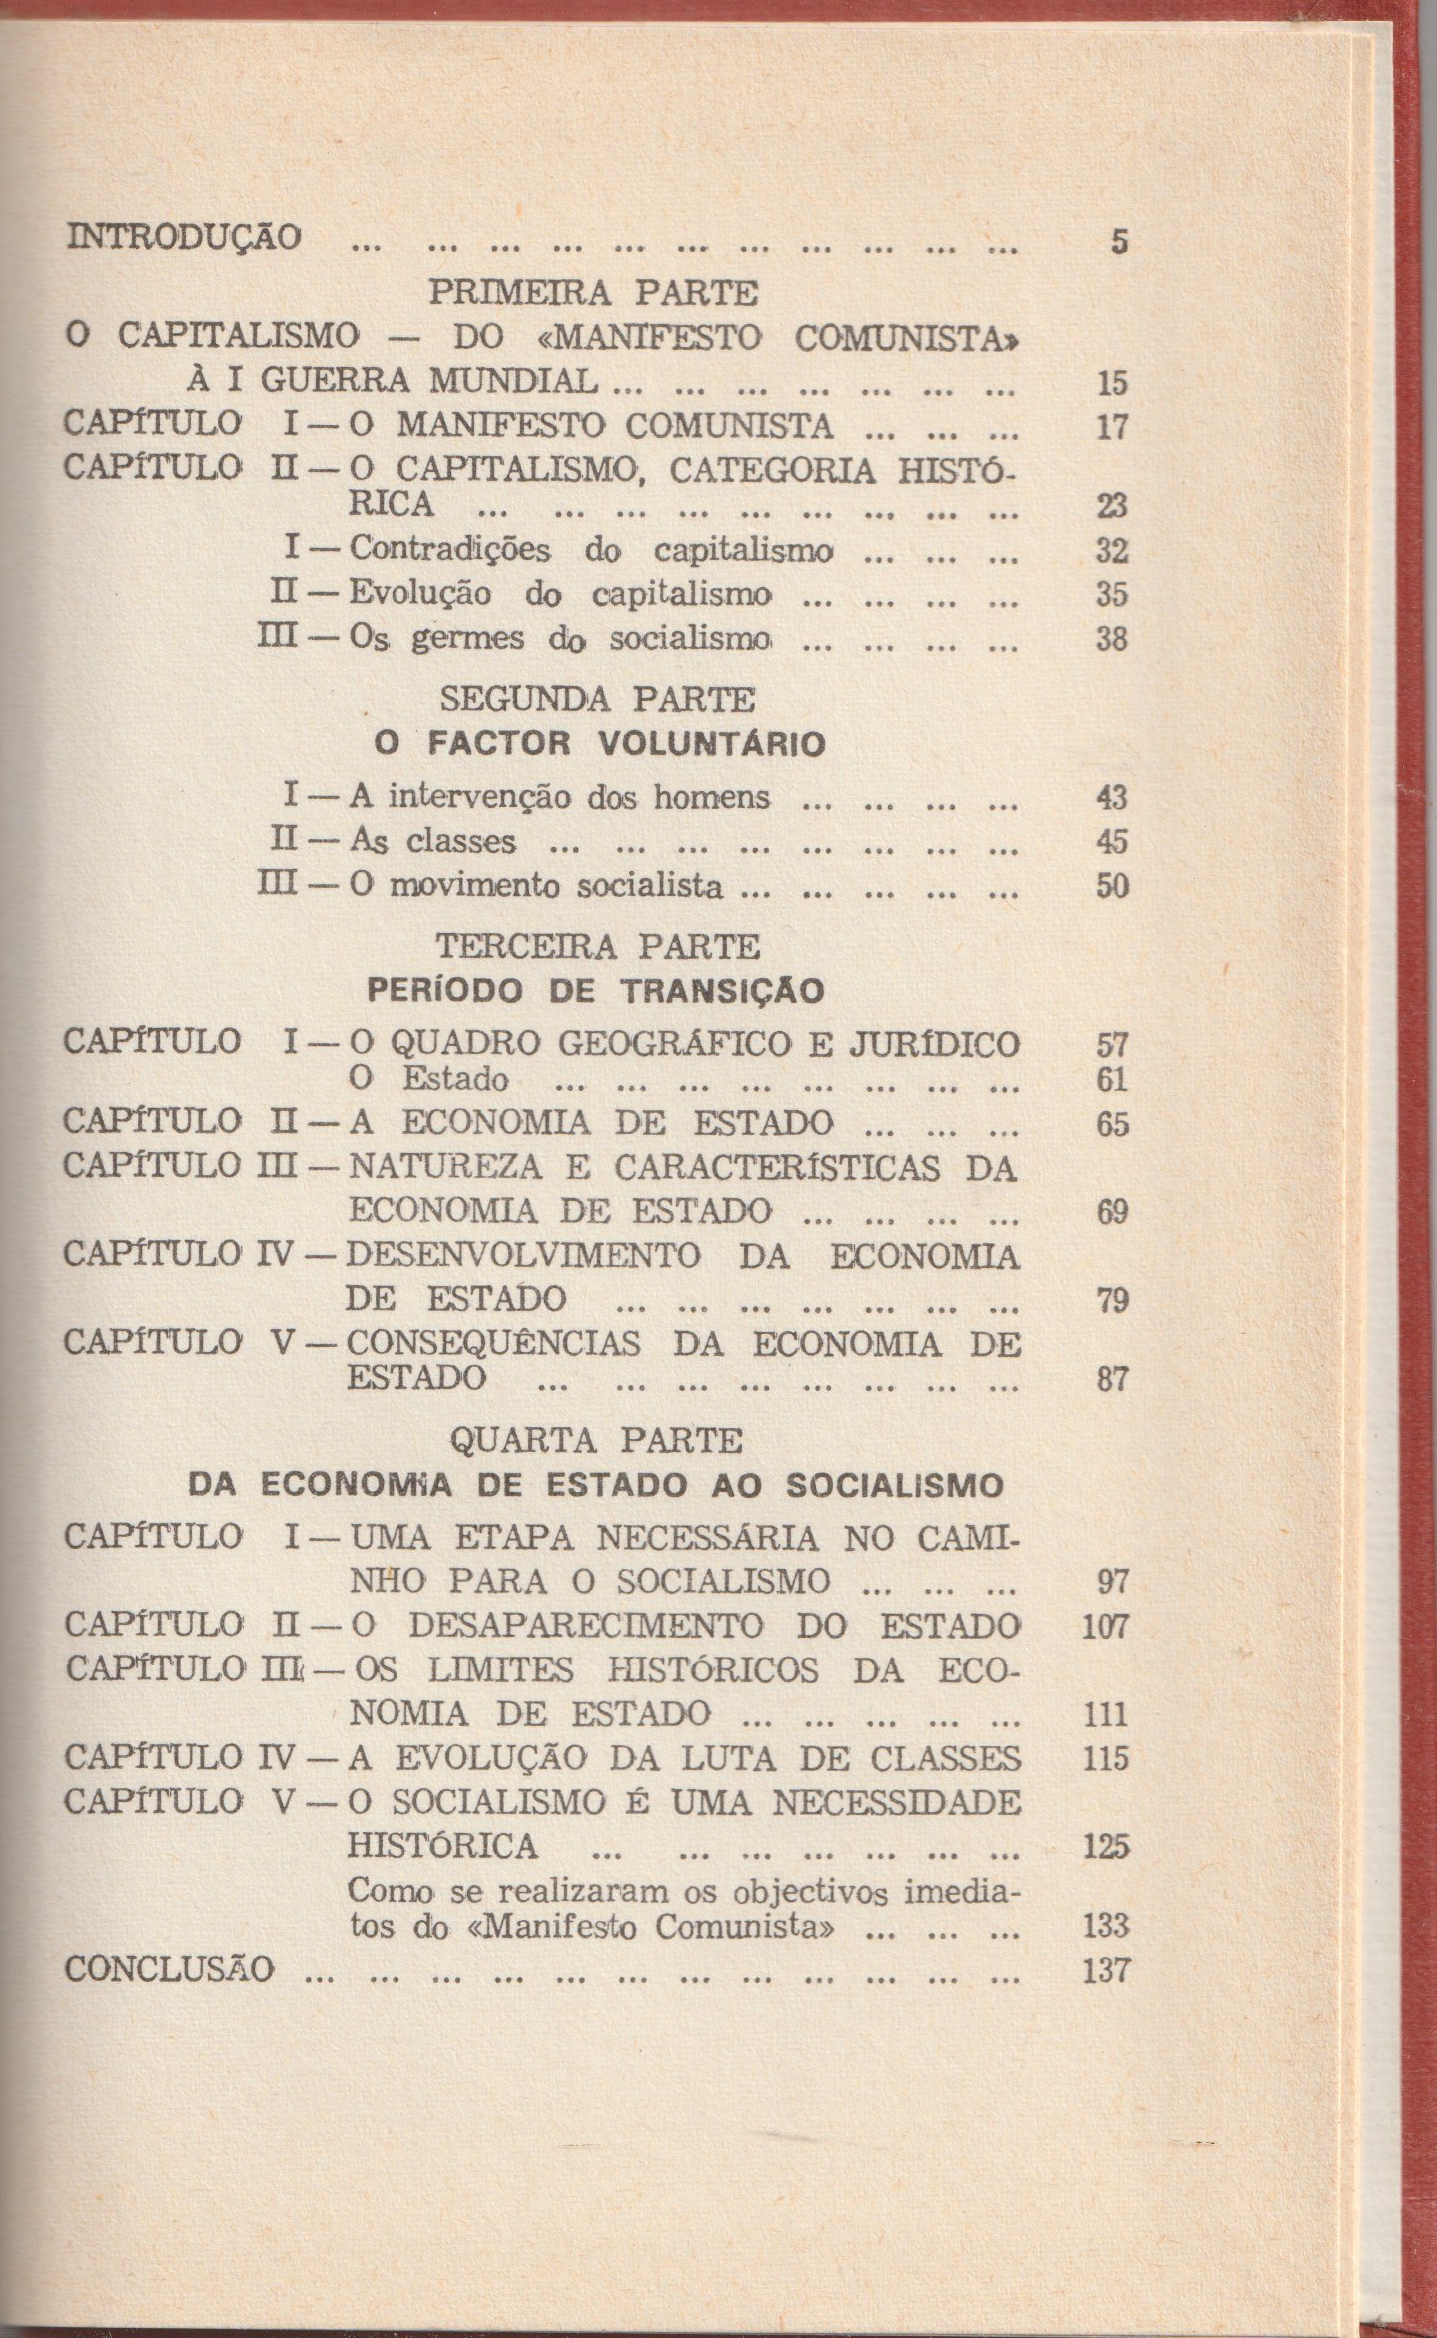 INTRODUÇÃO ... ... ... ... ... ... ... ... ... ... ... 5
PRIMEIRA PARTE
O CAPITALISMO — DO «MANIFESTO COMUNISTA»
À I GUERRA MUNDIAL ... ... ... ... ... ... ... 15
CAPÍTULO I — O MANIFESTO COMUNISTA ... ... ... 17
CAPÍTULO II — O CAPITALISMO, CATEGORIA HISTÓ-
RICA ... ... ... ... ... ... ... ... ... 23
I — Contradições do capitalismo ... ... ... 32
II — Evolução do capitalismo ... ... ... ... 35
III — Os germes do socialismo ... ... ... ... 38
SEGUNDA PARTE
O FACTOR VOLUNTÁRIO
I — A intervenção dos homens ... ... ... ... 43
II — As classes ... ... ... ... ... ... ... ... 45
III — O movimento socialista ... ... ... ... ... 50
TERCEIRA PARTE
PERÍODO DE TRANSIÇÃO
CAPÍTULO I — O QUADRO GEOGRÁFICO E JURÍDICO 57
O Estado ... ... ... ... ... ... ... ... 61
CAPÍTULO II — A ECONOMIA DE ESTADO ... ... ... 65
CAPÍTULO III — NATUREZA E CARACTERÍSTICAS DA
ECONOMIA DE ESTADO ... ... ... ... 69
CAPÍTULO IV — DESENVOLVIMENTO DA ECONOMIA
DE ESTADO ... ... ... ... ... ... ... 79
CAPÍTULO V — CONSEQUÊNCIAS DA ECONOMIA DE
ESTADO ... ... ... ... ... ... ... ... 87
QUARTA PARTE
DA ECONOMIA DE ESTADO AO SOCIALISMO
CAPÍTULO I — UMA ETAPA NECESSÁRIA NO CAMI-
NHO PARA O SOCIALISMO ... ... ... 97
CAPÍTULO II — O DESAPARECIMENTO DO ESTADO 107
CAPÍTULO III — OS LIMITES HISTÓRICOS DA ECO-
NOMIA DE ESTADO ... ... ... ... ... 111
CAPÍTULO IV — A EVOLUÇÃO DA LUTA DE CLASSES 115
CAPÍTULO V — O SOCIALISMO É UMA NECESSIDADE
HISTÓRICA ... ... ... ... ... ... ... 125
Como se realizaram os objectivos imedia-
tos do «Manifesto Comunista» ... ... ... 133
CONCLUSÃO ... ... ... ... ... ... ... ... ... ... ... ... 137